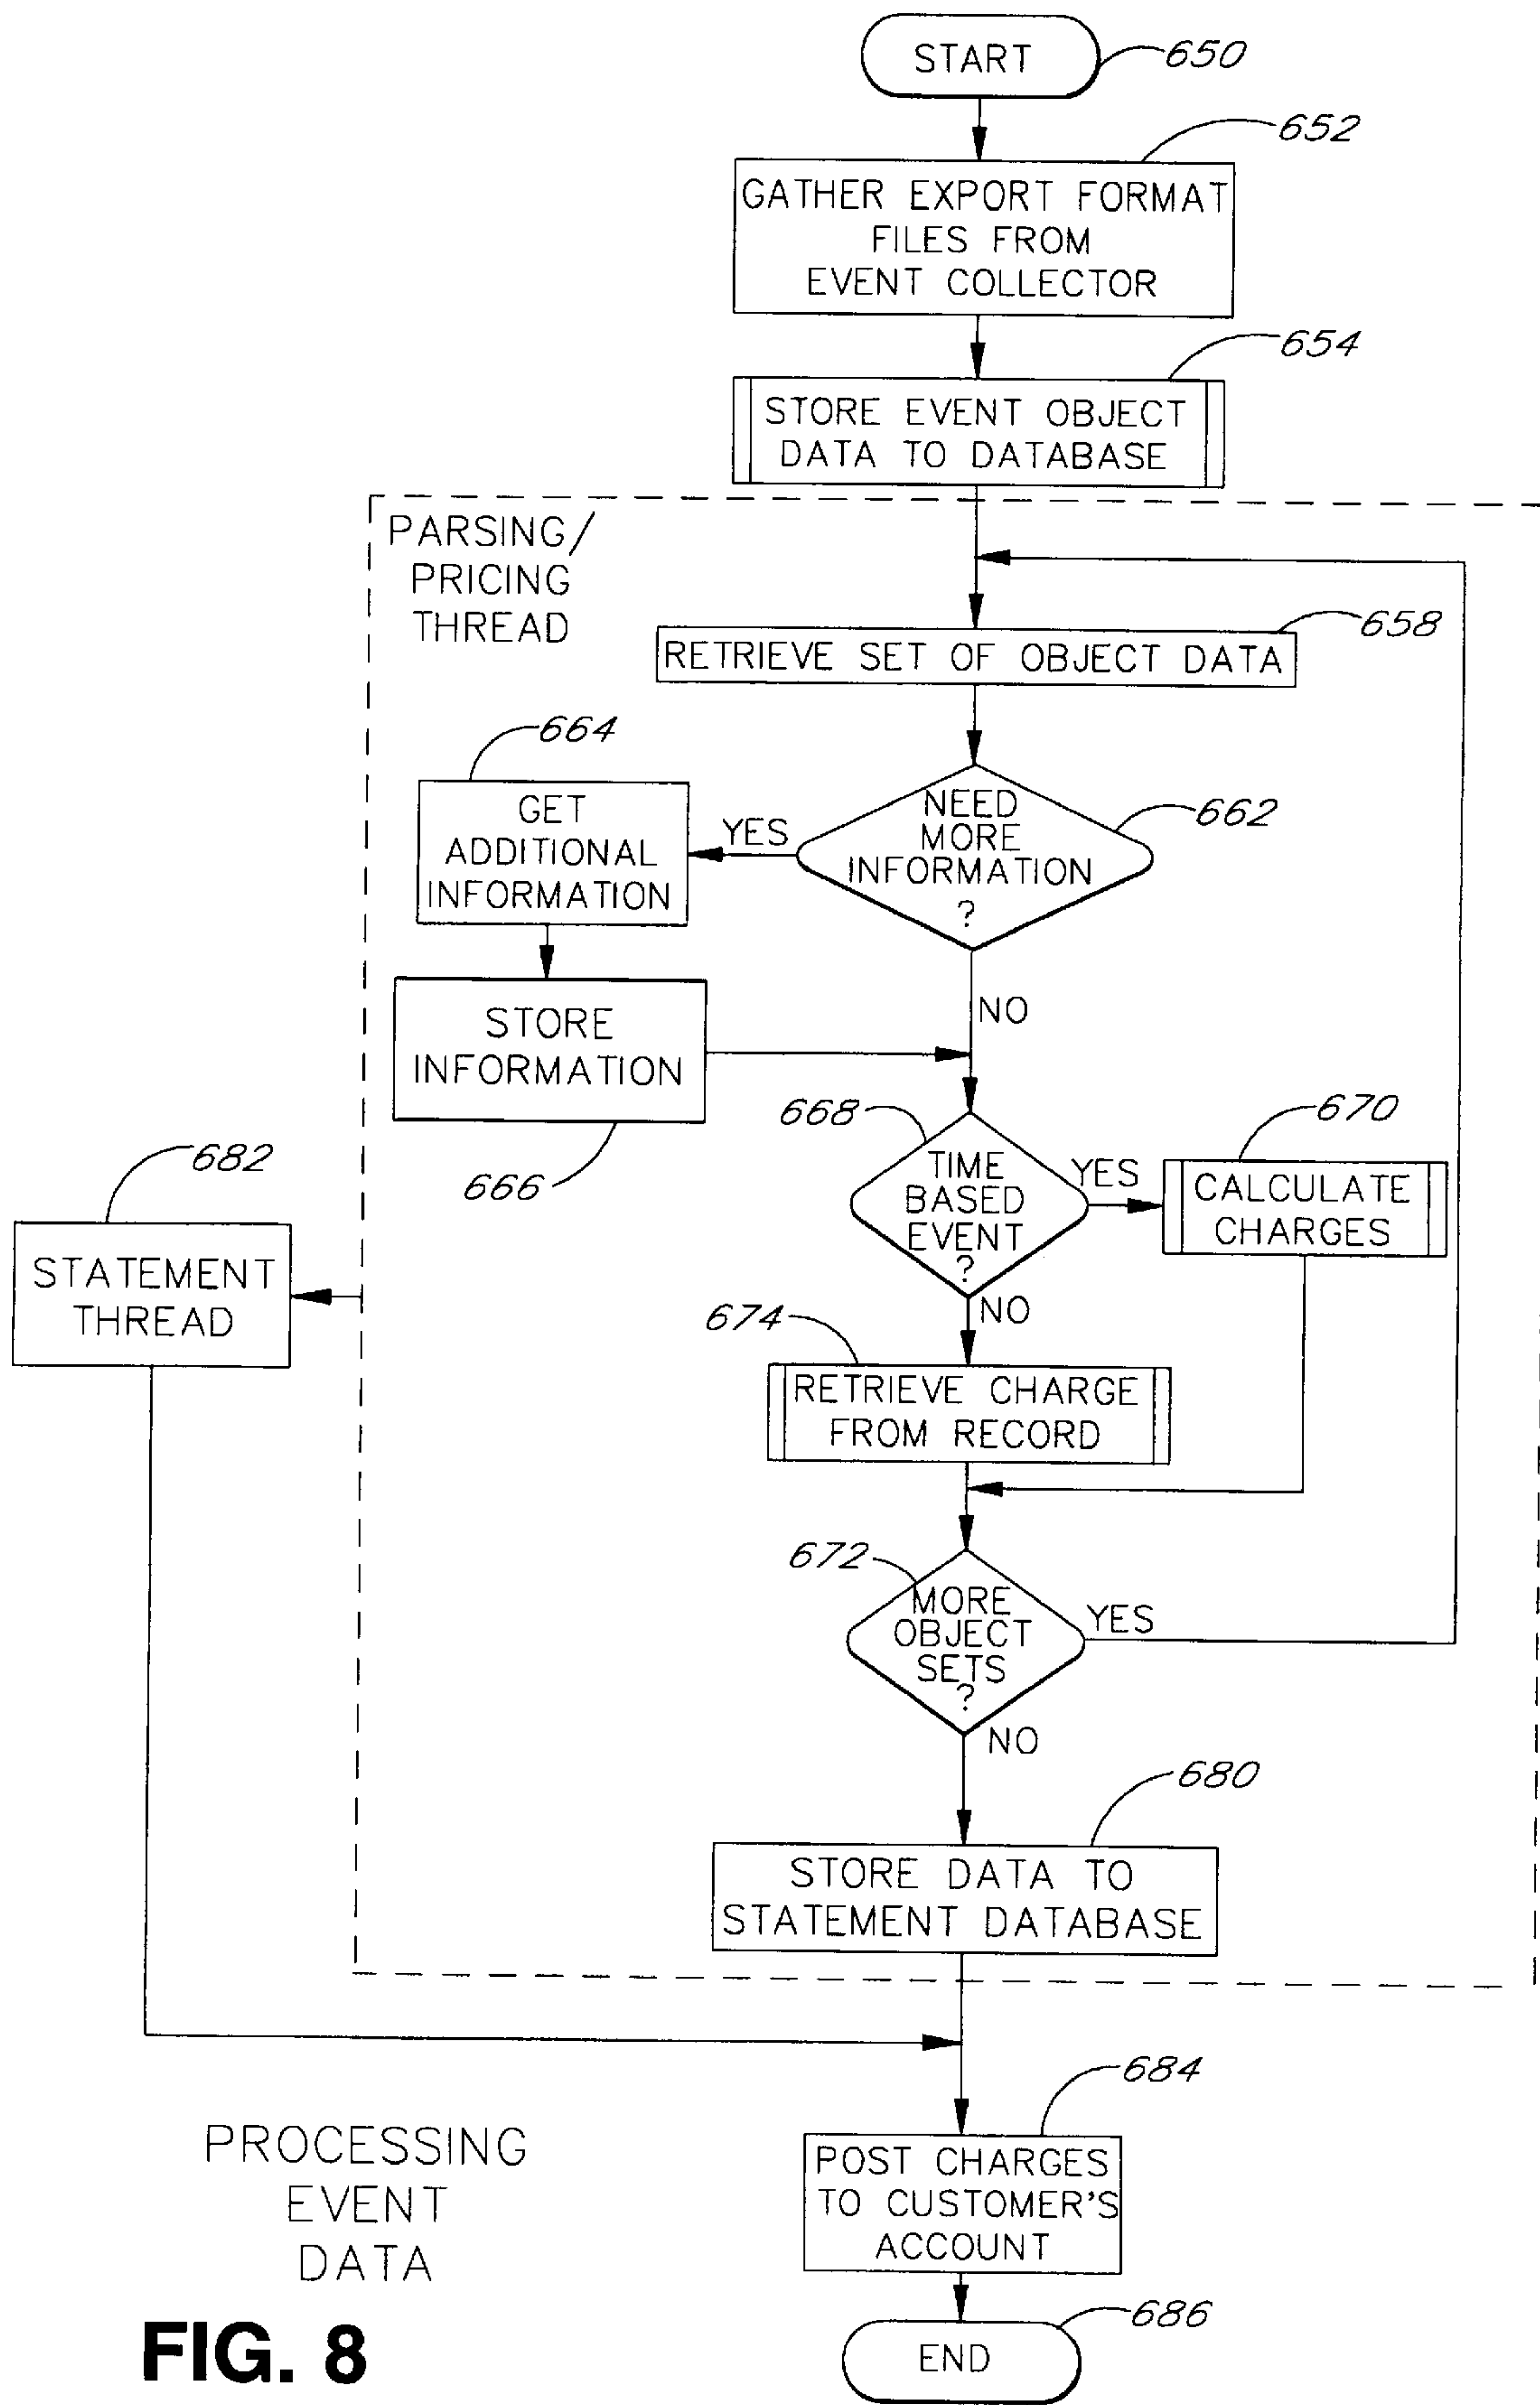 START
650
652
GATHER EXPORT FORMAT
FILES FROM
EVENT COLLECTOR
654
STORE EVENT OBJECT
DATA TO DATABASE
PARSING/
PRICING
THREAD
658
RETRIEVE SET OF OBJECT DATA
664
GET
ADDITIONAL
INFORMATION
YES
NEED
MORE
INFORMATION
?
662
NO
STORE
INFORMATION
666
668
TIME
BASED
EVENT
?
YES
670
CALCULATE
CHARGES
682
STATEMENT
THREAD
NO
674
RETRIEVE CHARGE
FROM RECORD
672
MORE
OBJECT
SETS
?
YES
NO
680
STORE DATA TO
STATEMENT DATABASE
684
POST CHARGES
TO CUSTOMER'S
ACCOUNT
PROCESSING
EVENT
DATA
686
END
FIG. 8